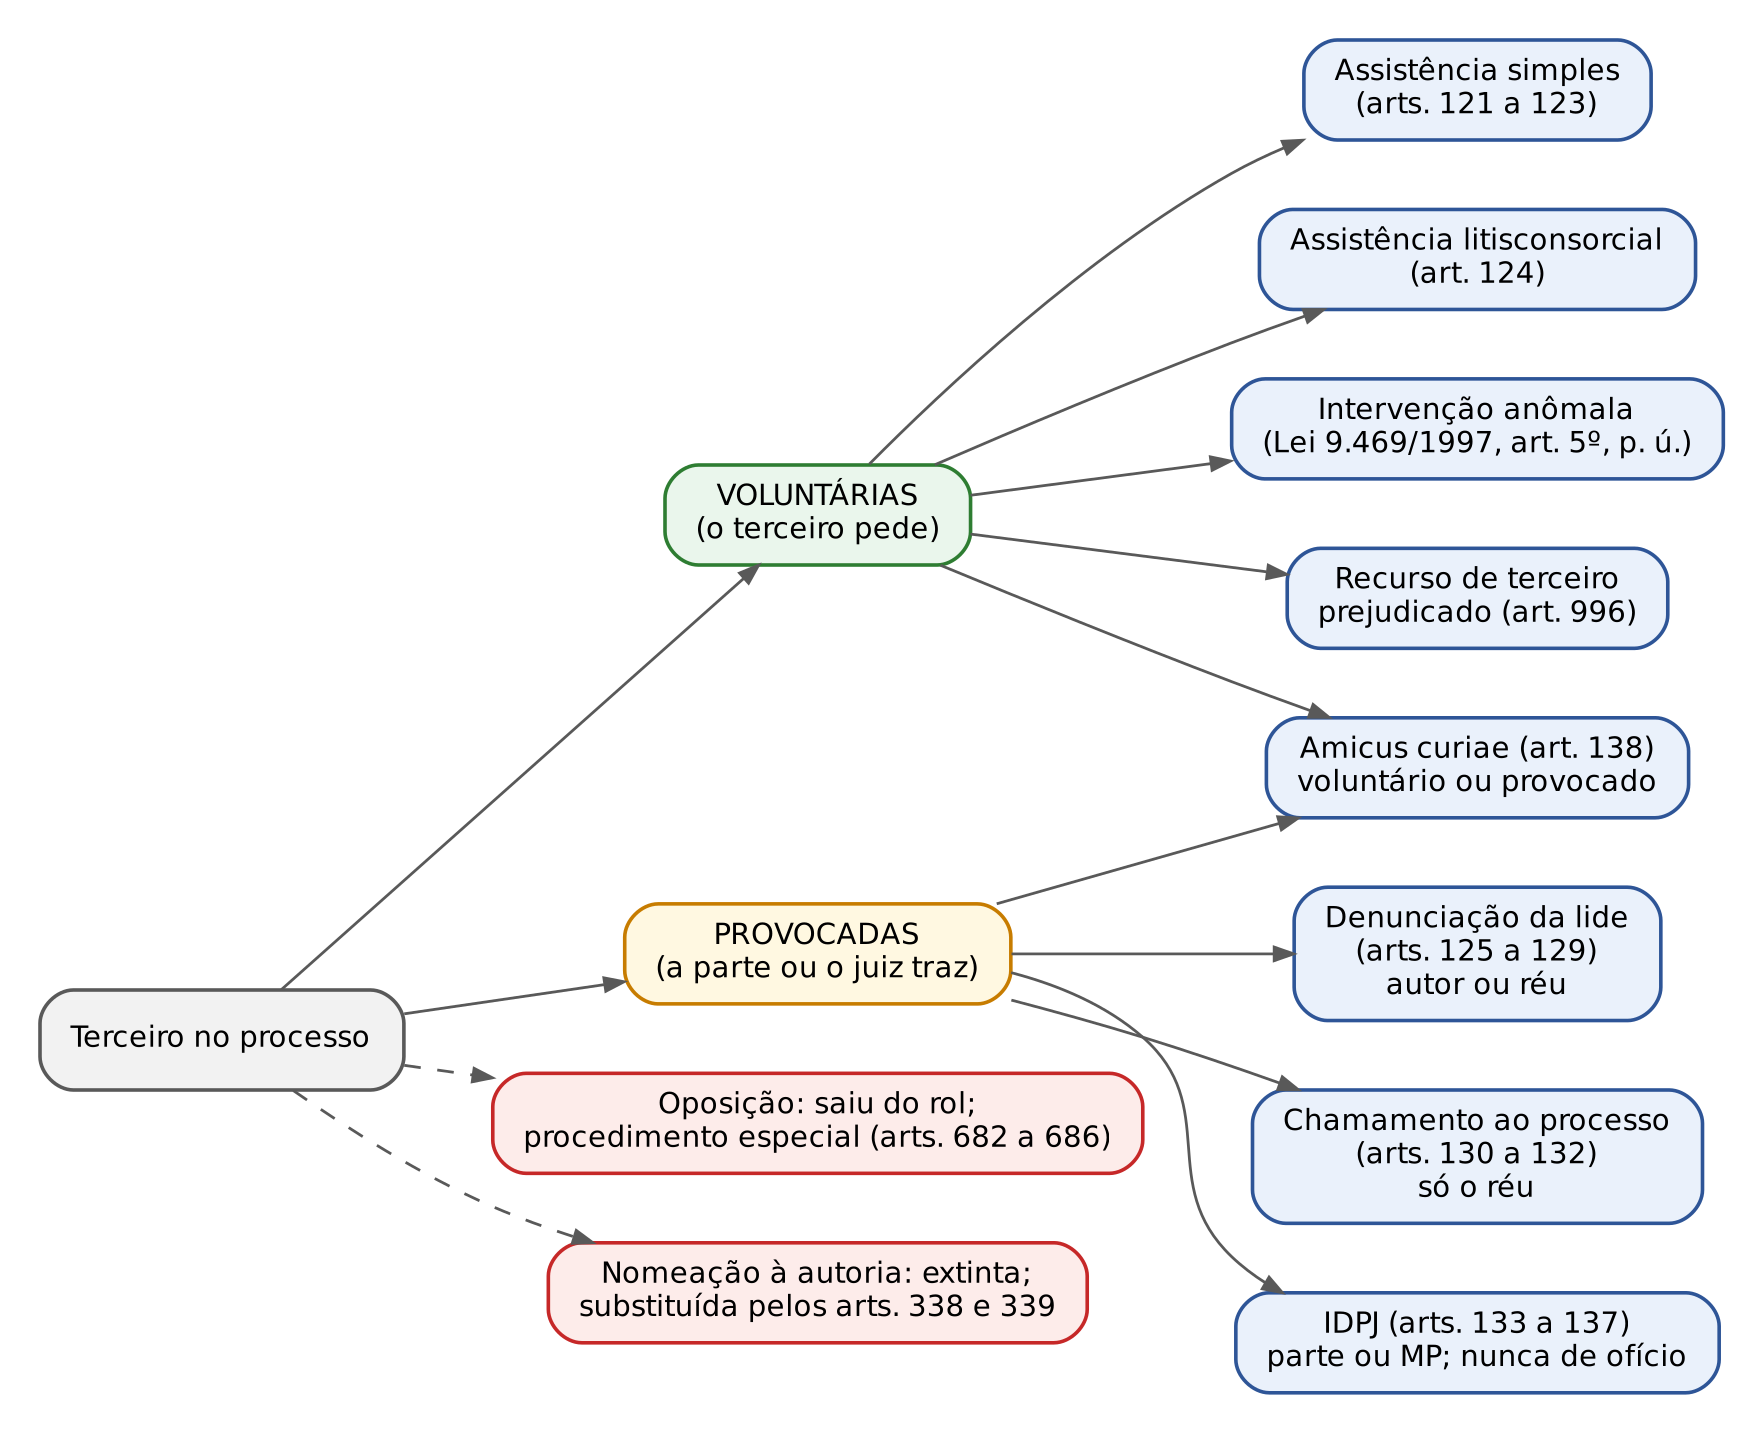 Terceiro no processo
VOLUNTÁRIAS
(o terceiro pede)
PROVOCADAS
(a parte ou o juiz traz)
Oposição: saiu do rol;
procedimento especial (arts. 682 a 686)
Nomeação à autoria: extinta;
substituída pelos arts. 338 e 339
Assistência simples
(arts. 121 a 123)
Assistência litisconsorcial
(art. 124)
Intervenção anômala
(Lei 9.469/1997, art. 5º, p. ú.)
Recurso de terceiro
prejudicado (art. 996)
Amicus curiae (art. 138)
voluntário ou provocado
Denunciação da lide
(arts. 125 a 129)
autor ou réu
Chamamento ao processo
(arts. 130 a 132)
só o réu
IDPJ (arts. 133 a 137)
parte ou MP; nunca de ofício